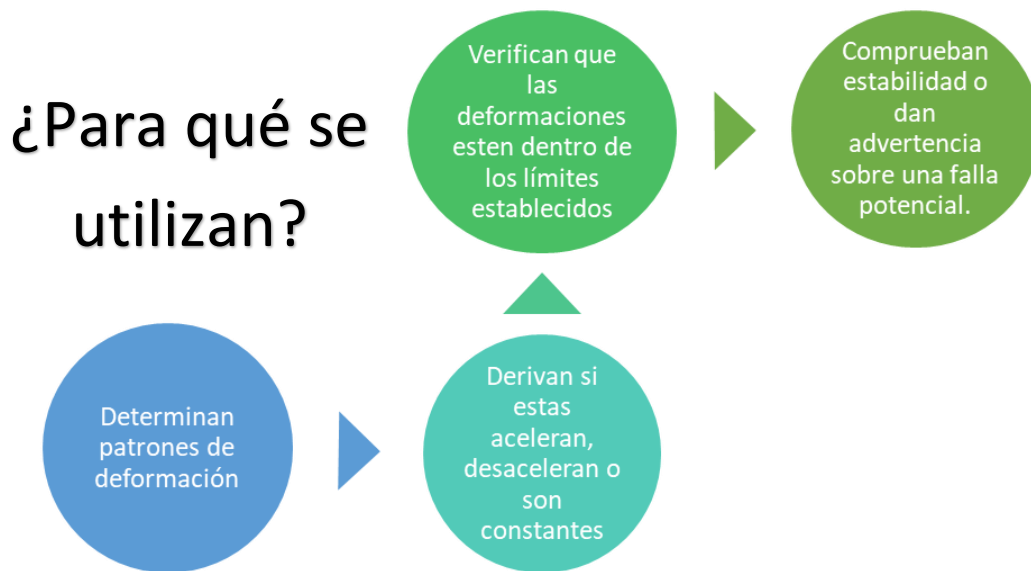 ¿Para qué se
utilizan?
Determinan
patrones de
deformación
Derivan si
estas
aceleran,
desaceleran o
son
constantes
Verifican que
las
deformaciones
esten dentro de
los límites
establecidos
Comprueban
estabilidad o
dan
advertencia
sobre una falla
potencial.